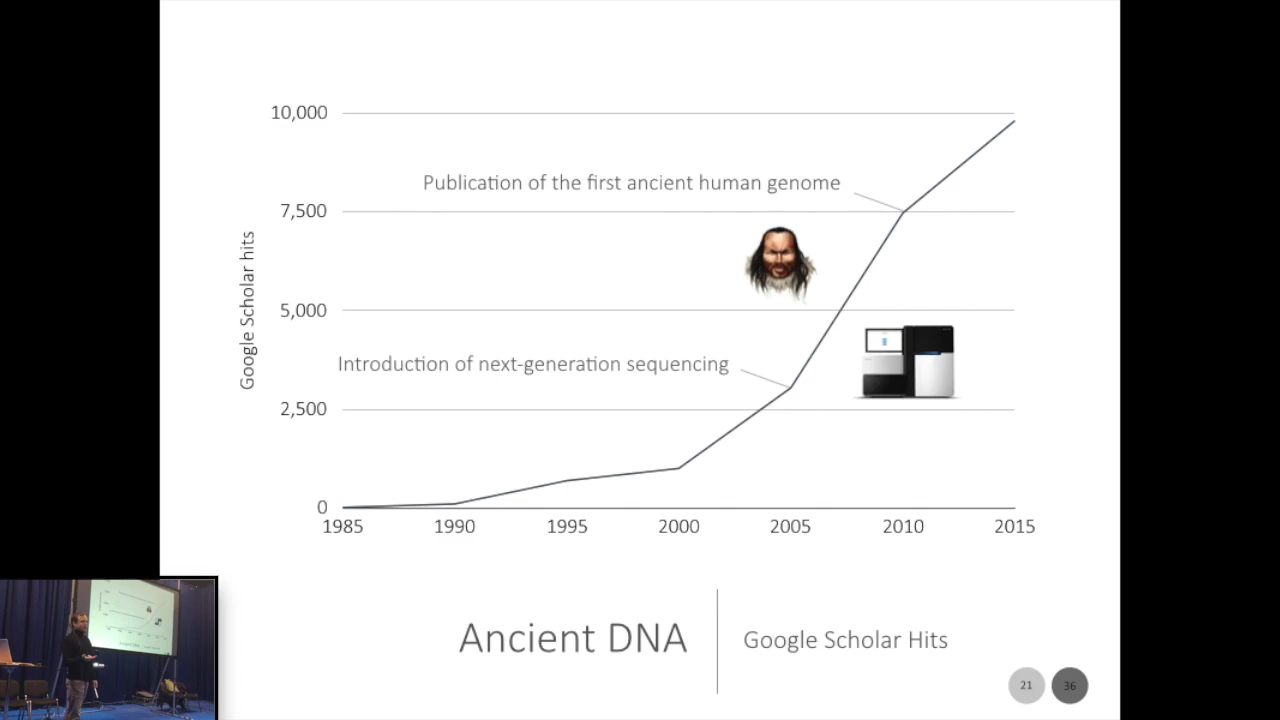 10,000
Publication of the first ancient human genome
7,500
Google Scholar hits
5,000
Introduction of next-generation sequencing
2,500
0
1985 1990 1995 2000 2005 2010 2015
Ancient DNA
Google Scholar Hits
21 36